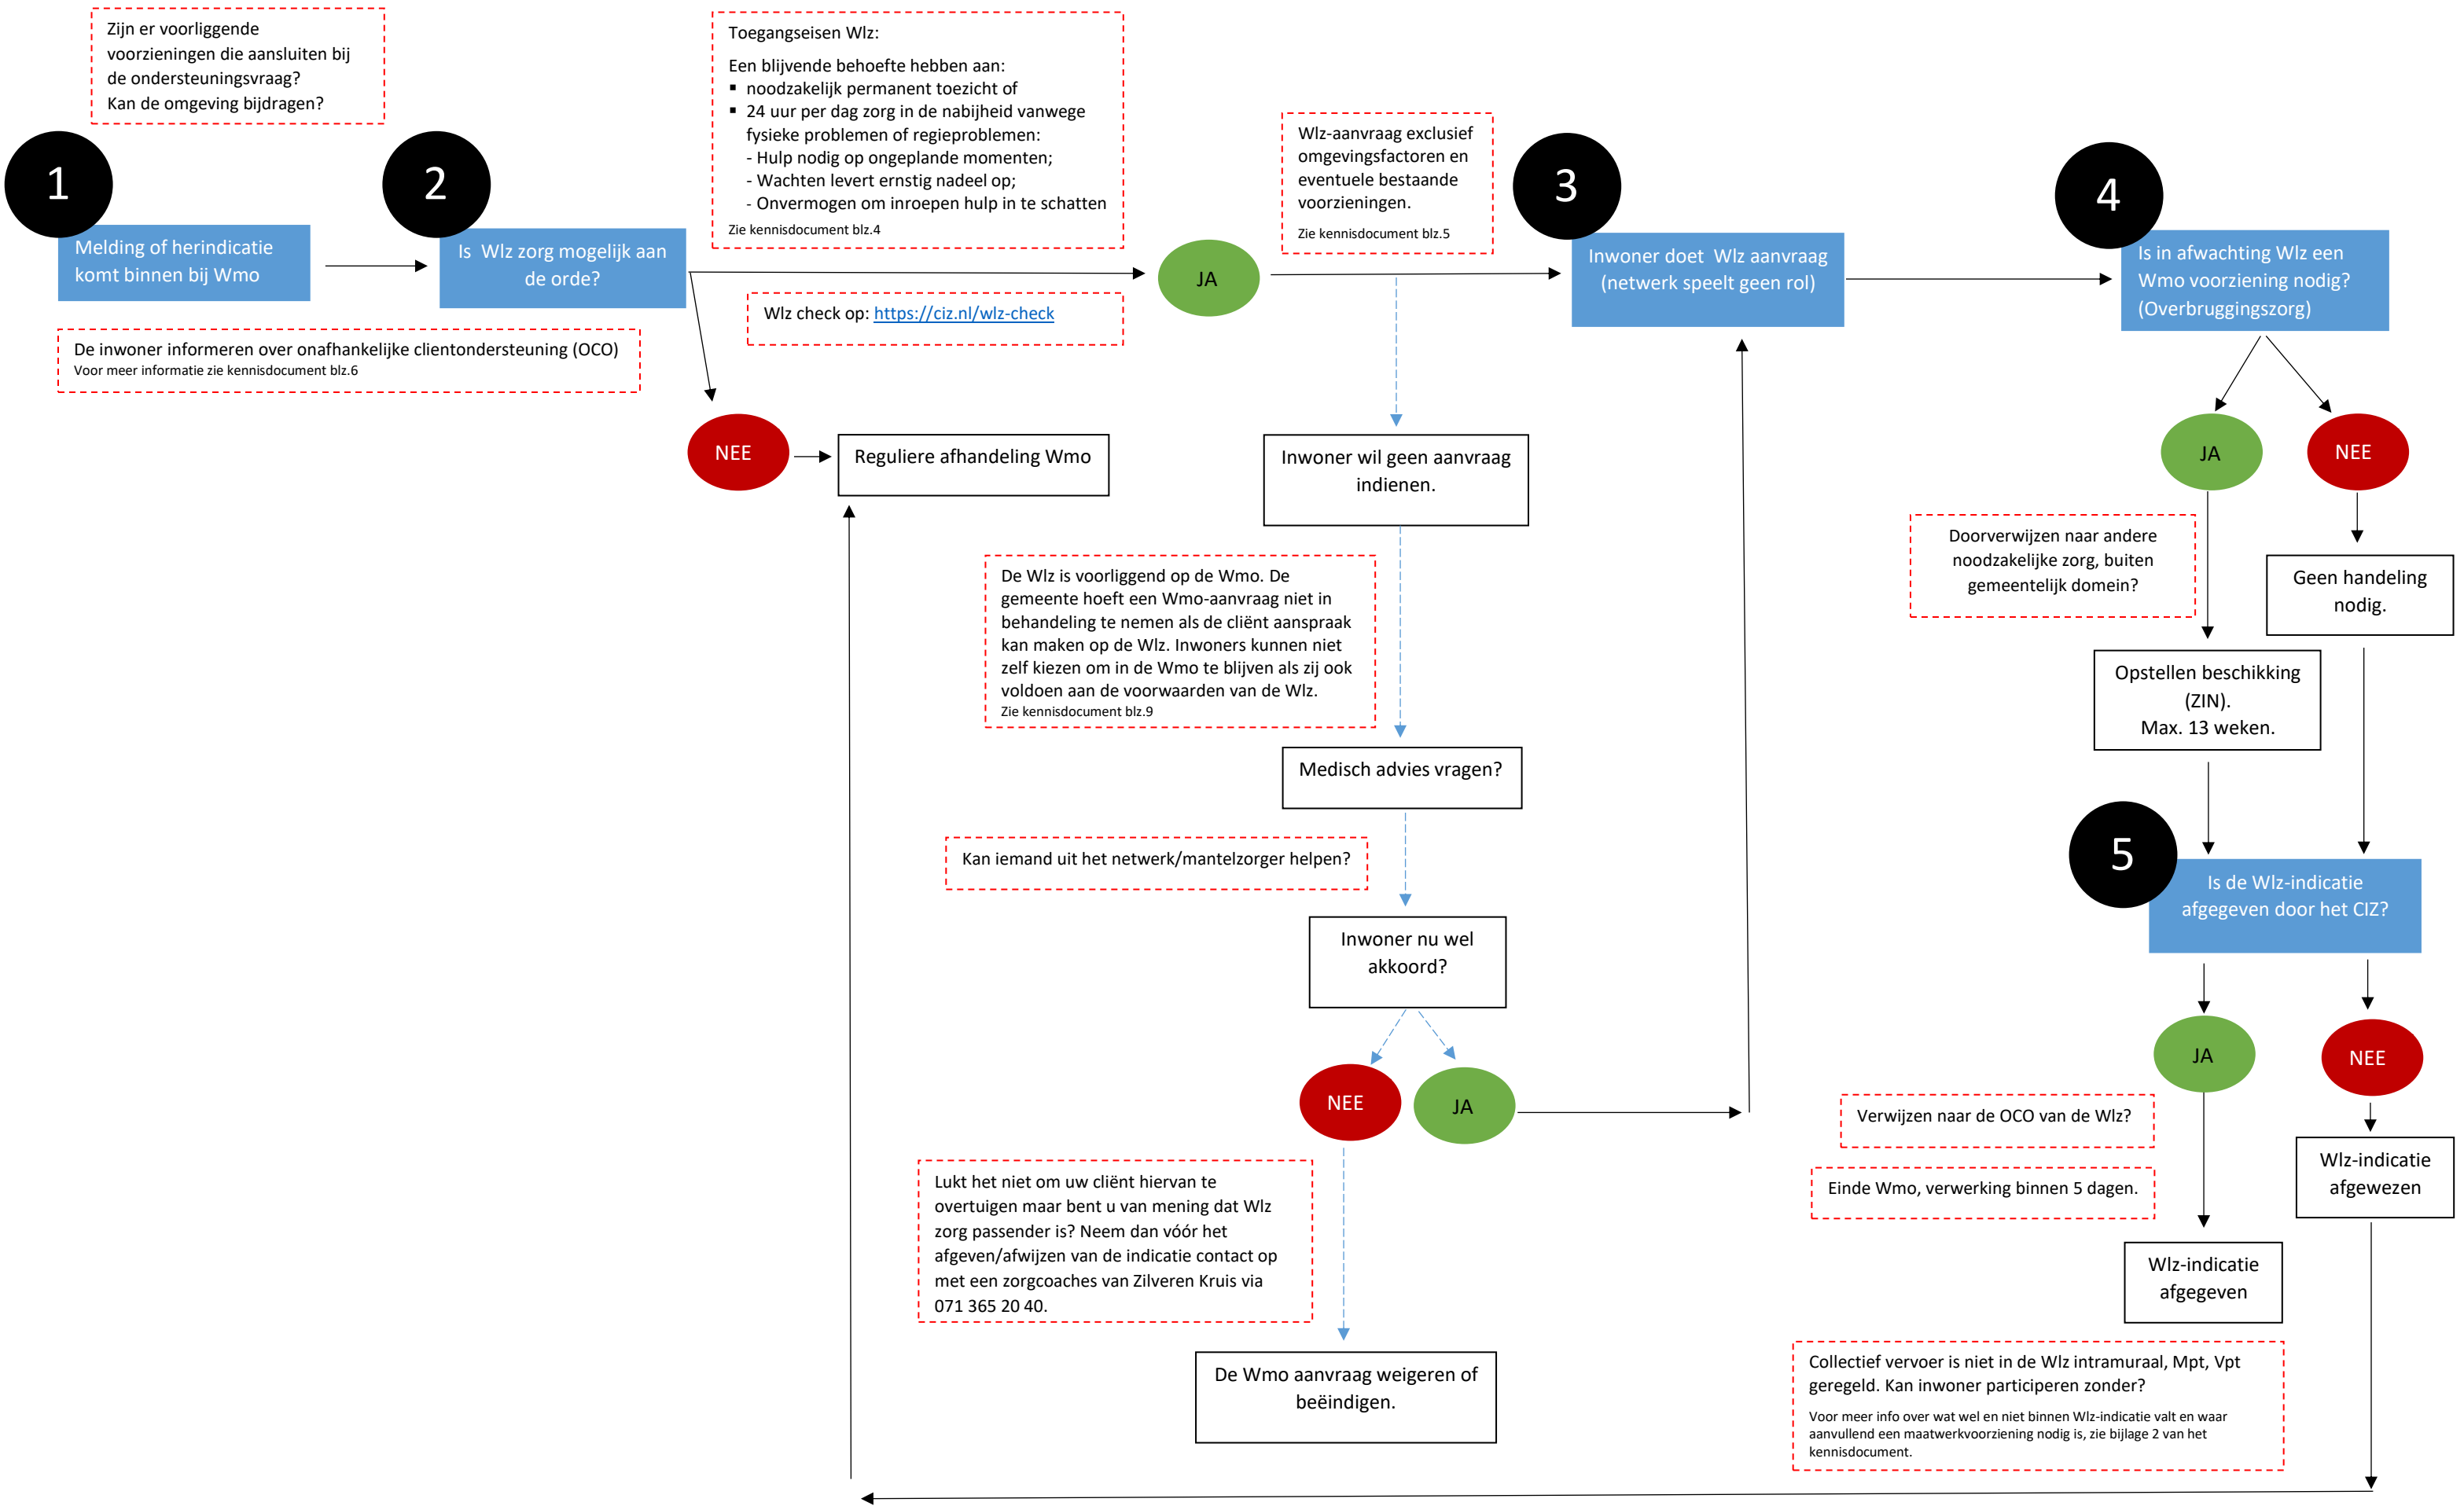 Zijn er voorliggende
voorzieningen die aansluiten bij
de ondersteuningsvraag?
Kan de omgeving bijdragen?
1
Melding of herindicatie
komt binnen bij Wmo
De inwoner informeren over onafhankelijke clientondersteuning (OCO)
Voor meer informatie zie kennisdocument blz.6
2
Is Wlz zorg mogelijk aan
de orde?
Toegangseisen Wlz:
Een blijvende behoefte hebben aan:
▪ noodzakelijk permanent toezicht of
▪ 24 uur per dag zorg in de nabijheid vanwege
fysieke problemen of regieproblemen:
- Hulp nodig op ongeplande momenten;
- Wachten levert ernstig nadeel op;
- Onvermogen om inroepen hulp in te schatten
Zie kennisdocument blz.4
Wlz check op: https://ciz.nl/wlz-check
NEE
Reguliere afhandeling Wmo
JA
Wlz-aanvraag exclusief
omgevingsfactoren en
eventuele bestaande
voorzieningen.
Zie kennisdocument blz.5
Inwoner wil geen aanvraag
indienen.
De Wlz is voorliggend op de Wmo. De
gemeente hoeft een Wmo-aanvraag niet in
behandeling te nemen als de cliënt aanspraak
kan maken op de Wlz. Inwoners kunnen niet
zelf kiezen om in de Wmo te blijven als zij ook
voldoen aan de voorwaarden van de Wlz.
Zie kennisdocument blz.9
Medisch advies vragen?
Kan iemand uit het netwerk/mantelzorger helpen?
Inwoner nu wel
akkoord?
NEE
JA
Lukt het niet om uw cliënt hiervan te
overtuigen maar bent u van mening dat Wlz
zorg passender is? Neem dan vóór het
afgeven/afwijzen van de indicatie contact op
met een zorgcoaches van Zilveren Kruis via
071 365 20 40.
De Wmo aanvraag weigeren of
beëindigen.
3
Inwoner doet Wlz aanvraag
(netwerk speelt geen rol)
4
Is in afwachting Wlz een
Wmo voorziening nodig?
(Overbruggingszorg)
JA
NEE
Doorverwijzen naar andere
noodzakelijke zorg, buiten
gemeentelijk domein?
Geen handeling
nodig.
Opstellen beschikking
(ZIN).
Max. 13 weken.
5
Is de Wlz-indicatie
afgegeven door het CIZ?
JA
NEE
Verwijzen naar de OCO van de Wlz?
Einde Wmo, verwerking binnen 5 dagen.
Wlz-indicatie
afgewezen
Wlz-indicatie
afgegeven
Collectief vervoer is niet in de Wlz intramuraal, Mpt, Vpt
geregeld. Kan inwoner participeren zonder?
Voor meer info over wat wel en niet binnen Wlz-indicatie valt en waar
aanvullend een maatwerkvoorziening nodig is, zie bijlage 2 van het
kennisdocument.